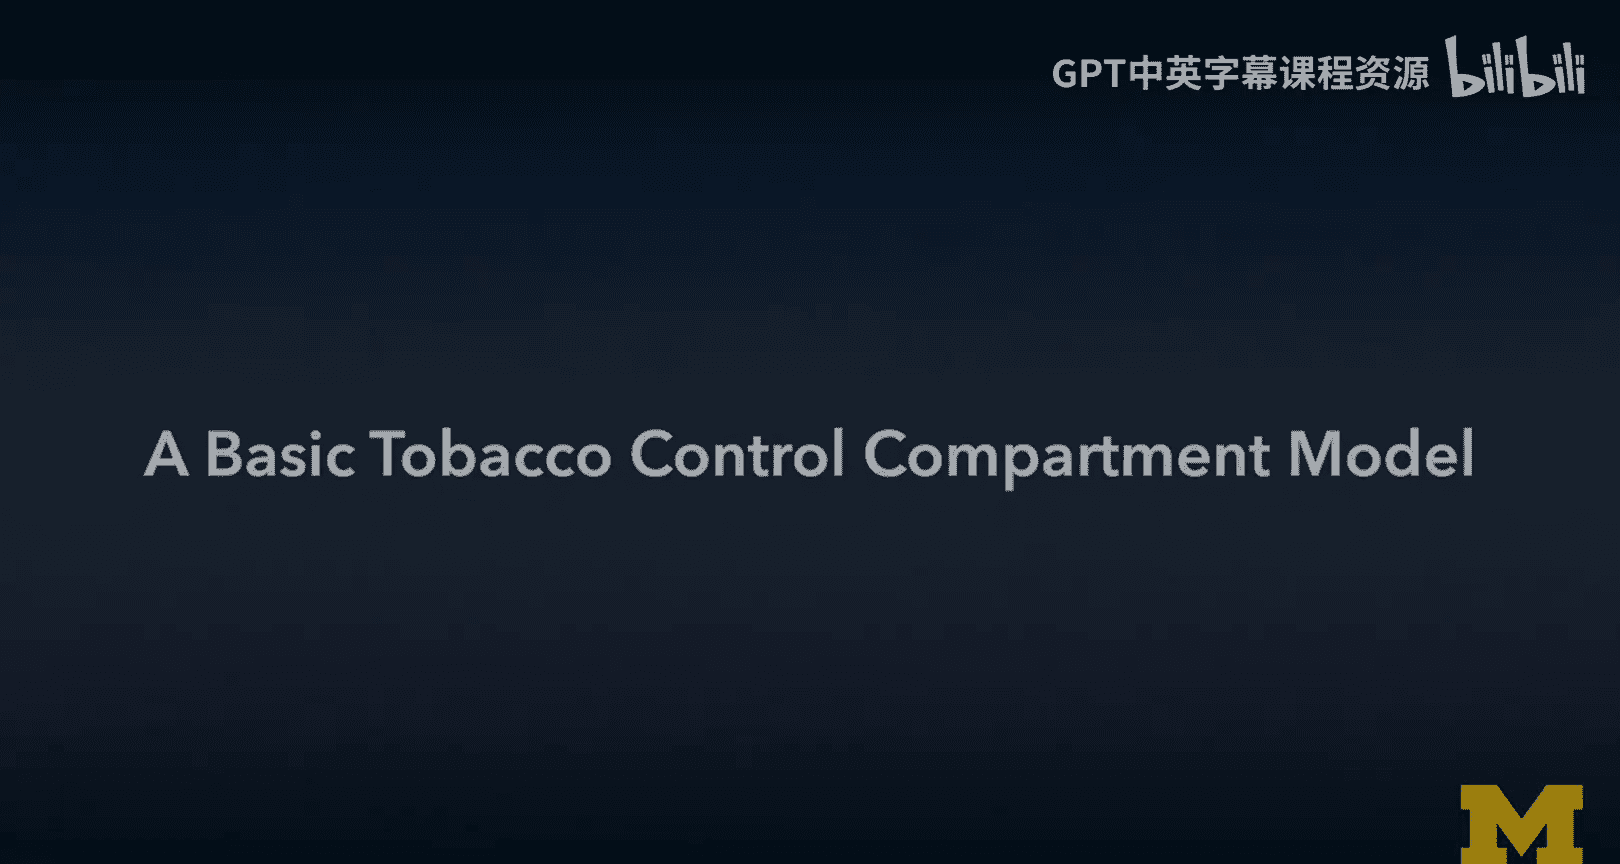 GPT中英字幕课程资源 bilibili
A Basic Tobacco Control Compartment Model
M